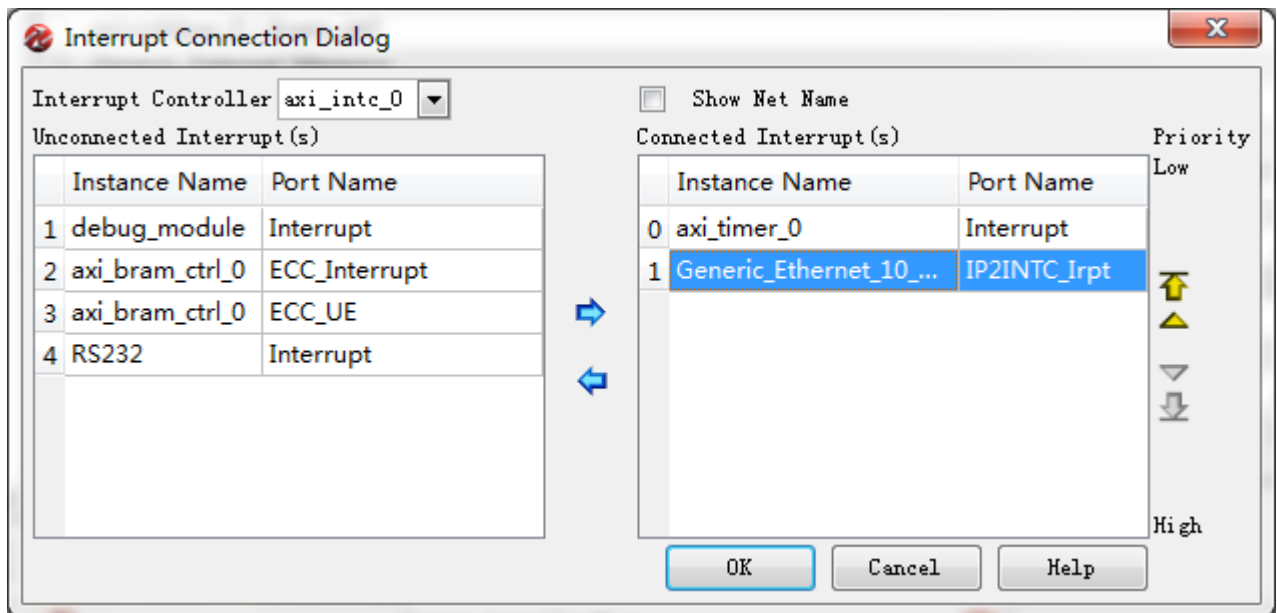 Interrupt Connection Dialog
Interrupt Controller axi_intc_0
Show Net Name
Unconnected Interrupt(s)
Instance Name Port Name
1 debug_module Interrupt
2 axi_bram_ctrl_0 ECC_Interrupt
3 axi_bram_ctrl_0 ECC_UE
4 RS232 Interrupt
Connected Interrupt(s)
Instance Name Port Name
0 axi_timer_0 Interrupt
1 Generic_Ethernet_10_... IP2INTC_Irpt
Priority
Low
High
OK Cancel Help